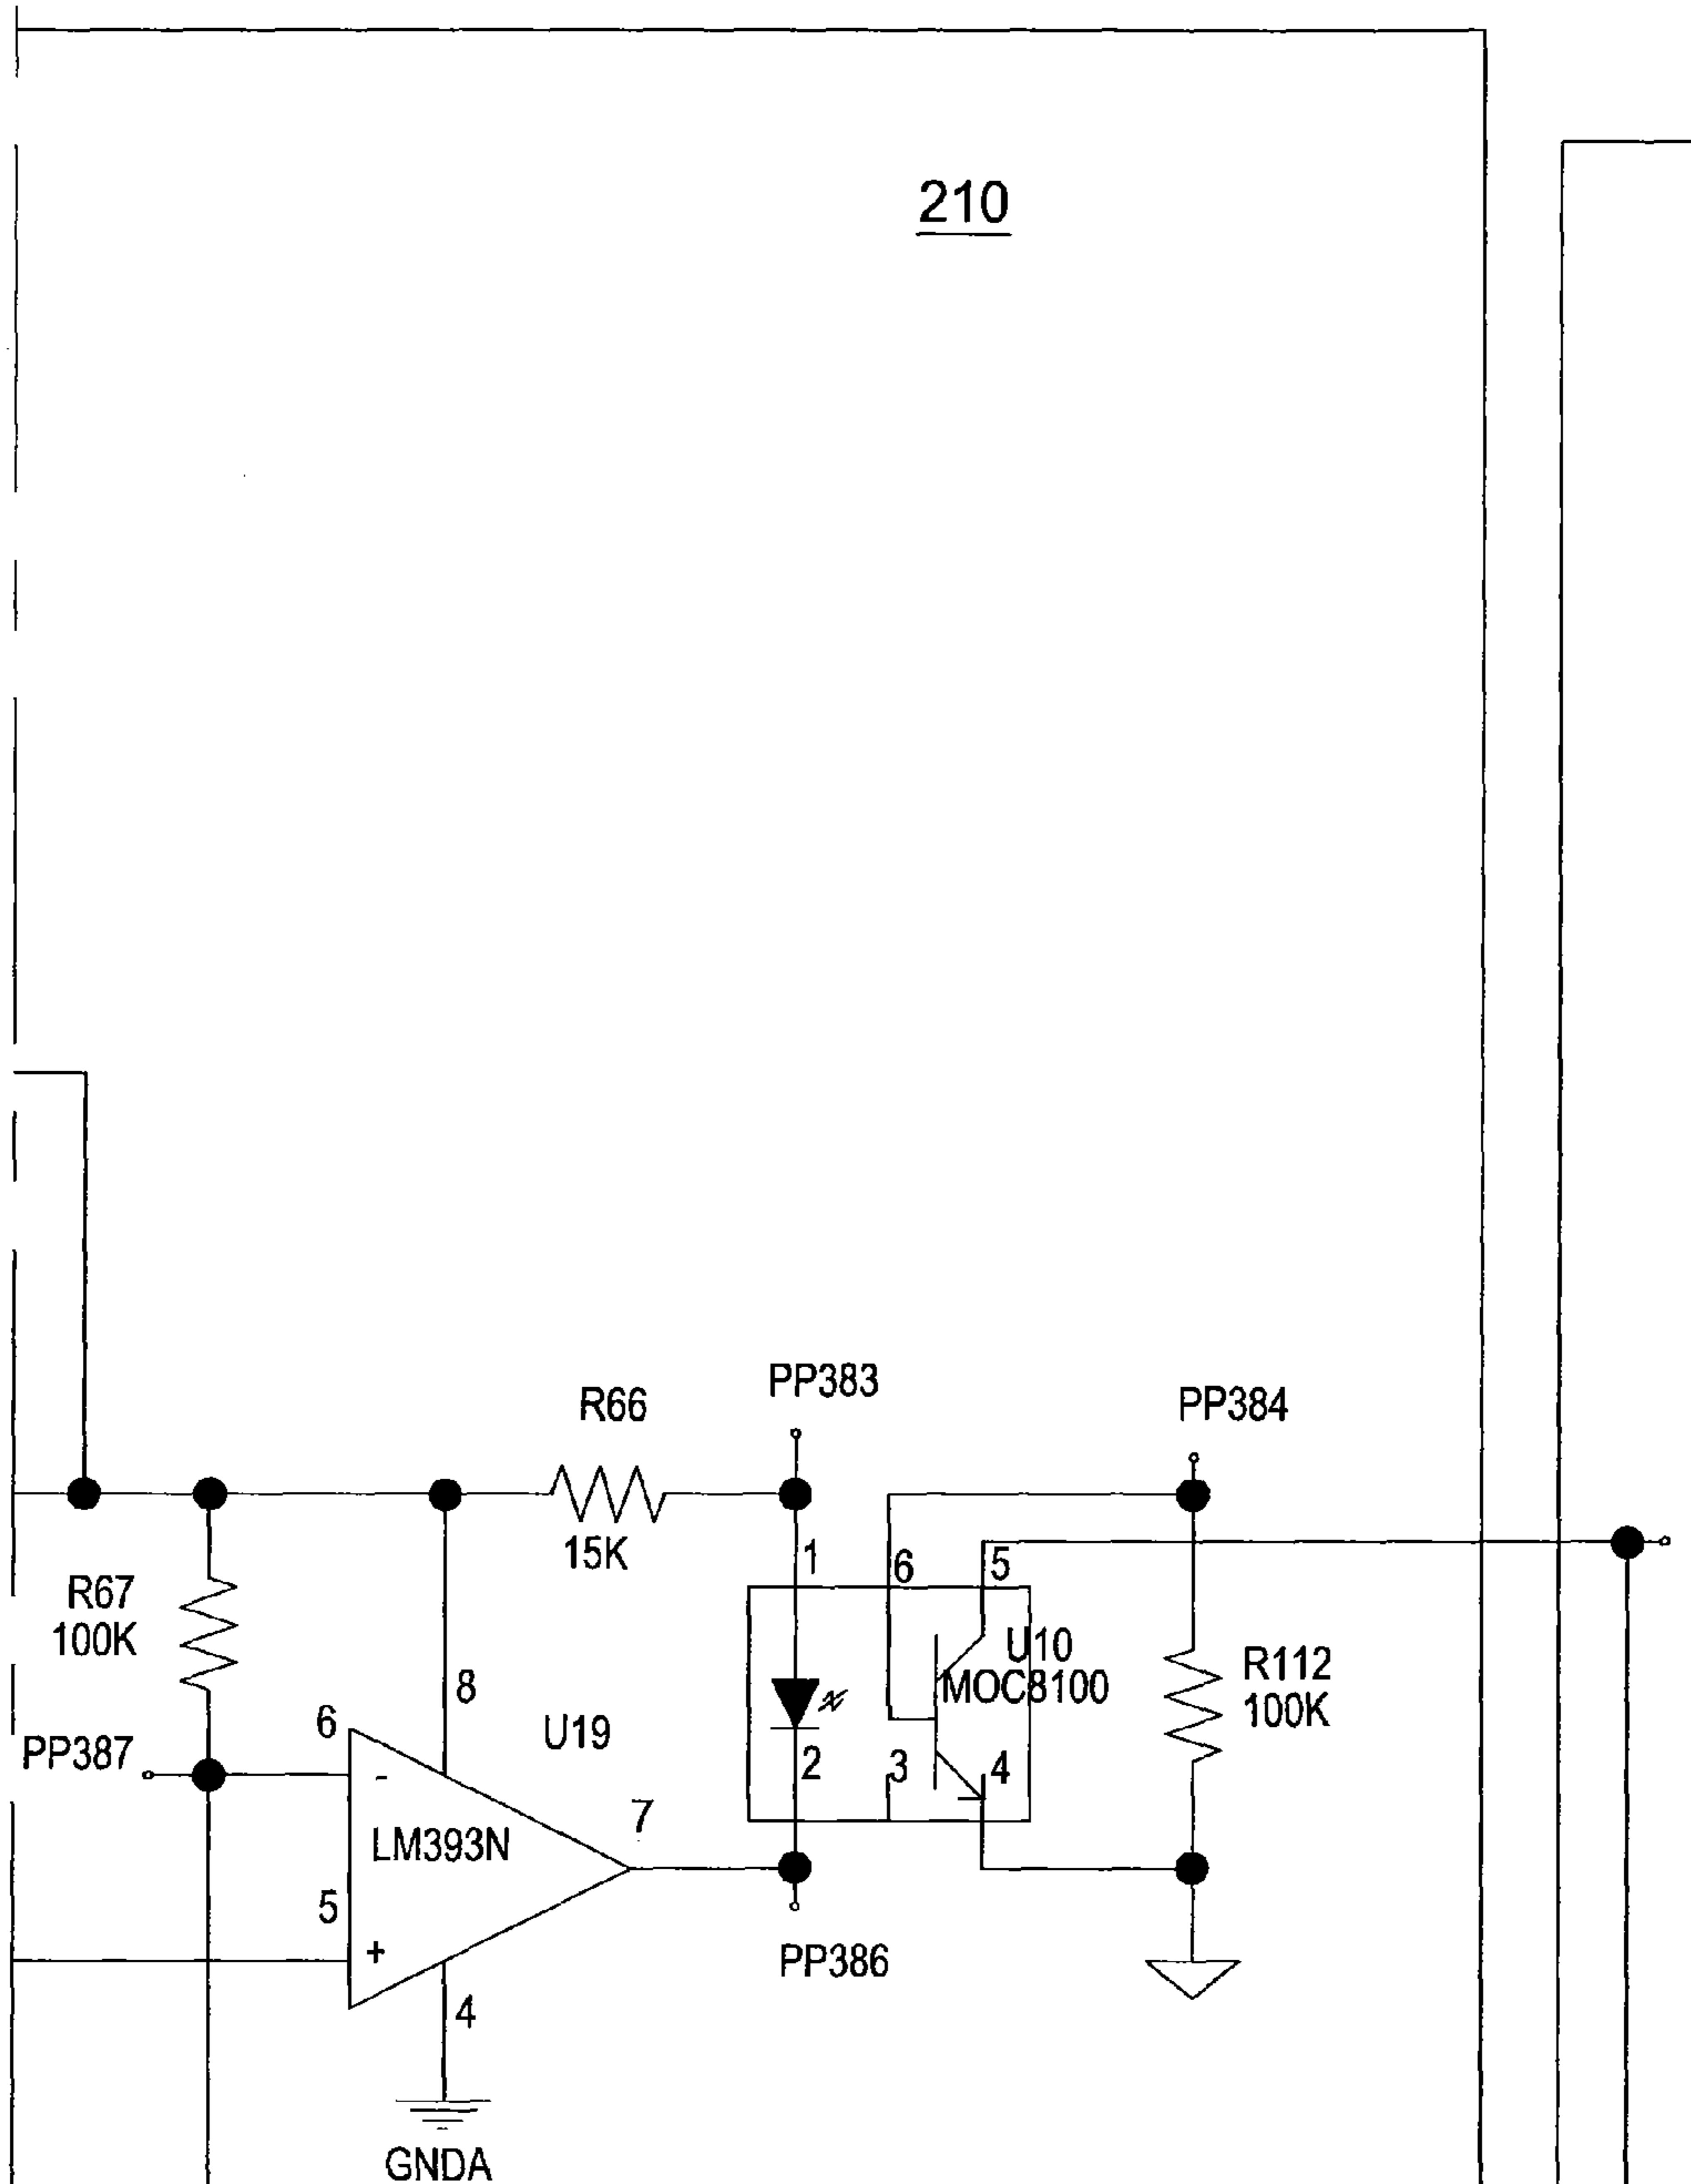 210
PP383
PP384
R66
15K
1
6
5
R67
100K
U10
MOC8100
R112
100K
8
6
U19
PP387
2
3
4
-
7
LM393N
5
+
PP386
4
GNDA